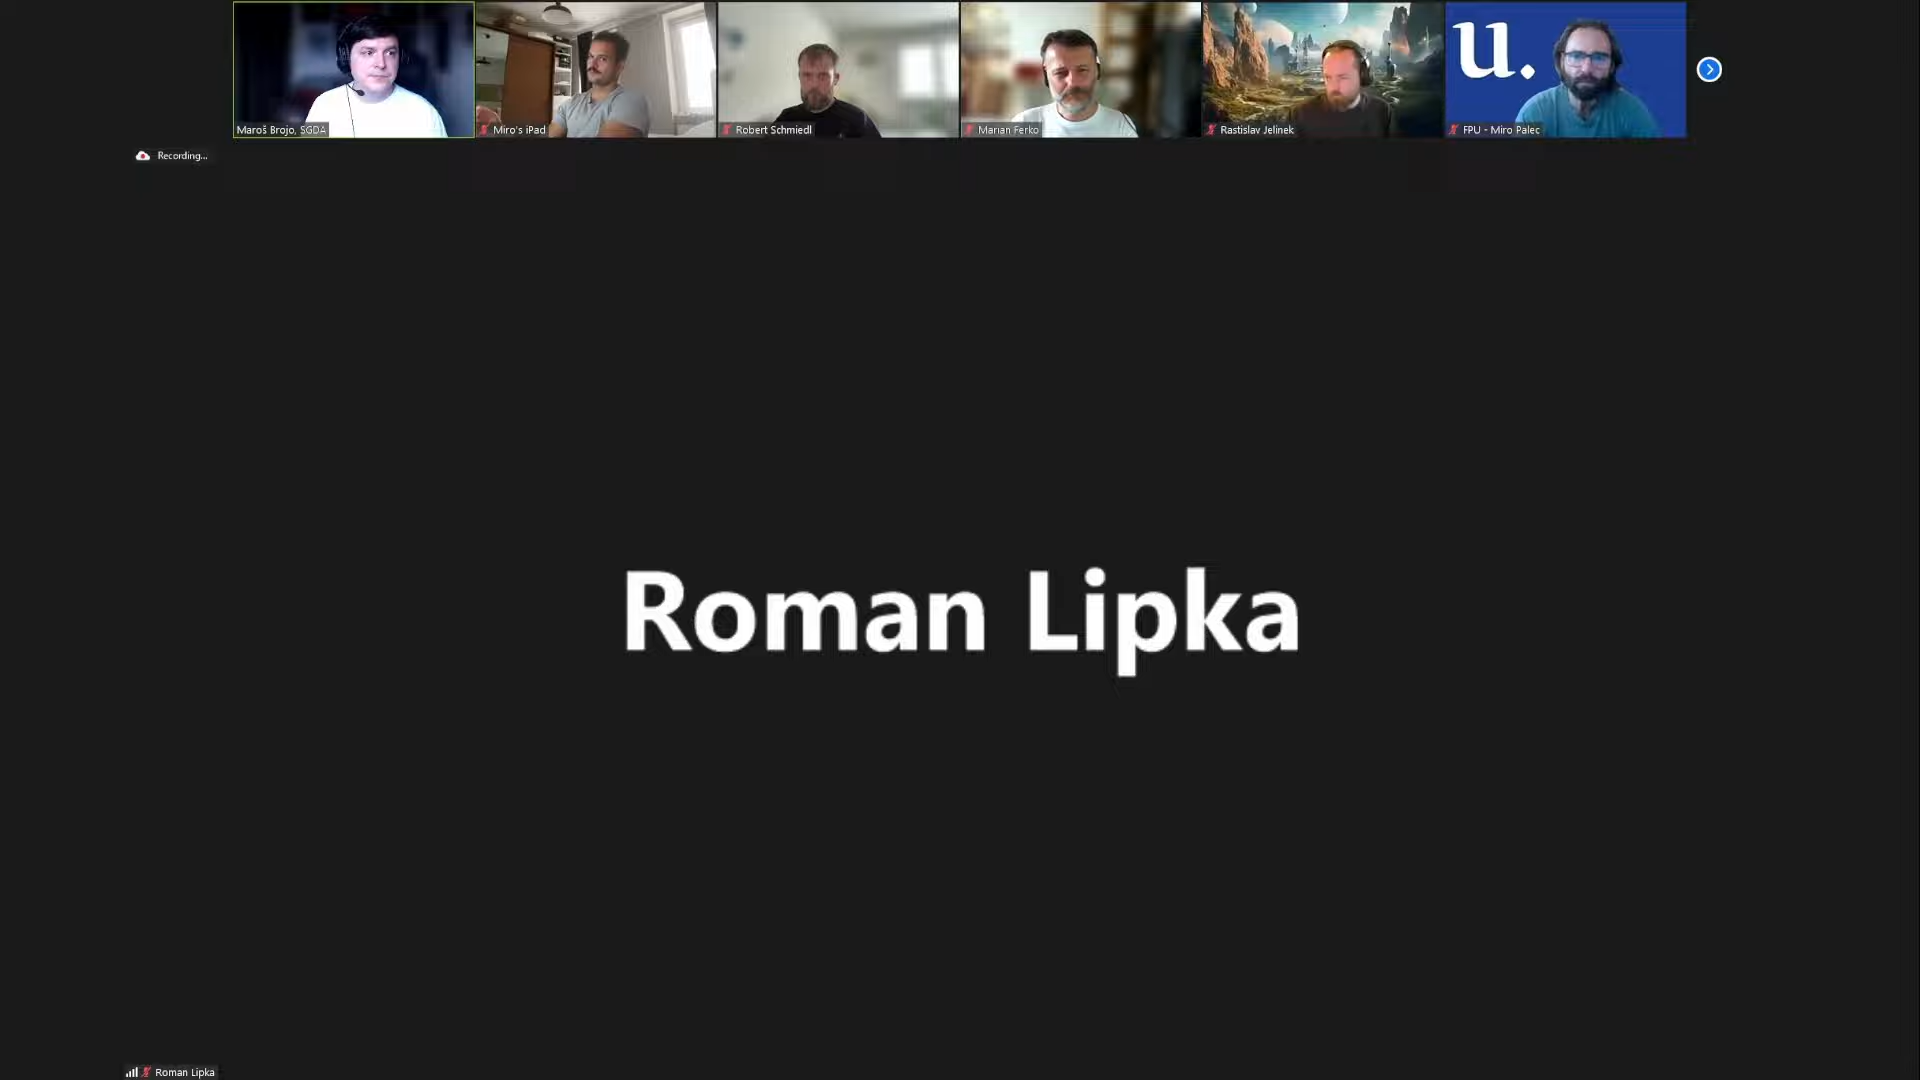 Maroš Brojo, SGDA
Miro's iPad
Robert Schmiedl
Marian Ferko
Rastislav Jelinek
u.
FPU - Miro Palec
Recording...
Roman Lipka
Roman Lipka